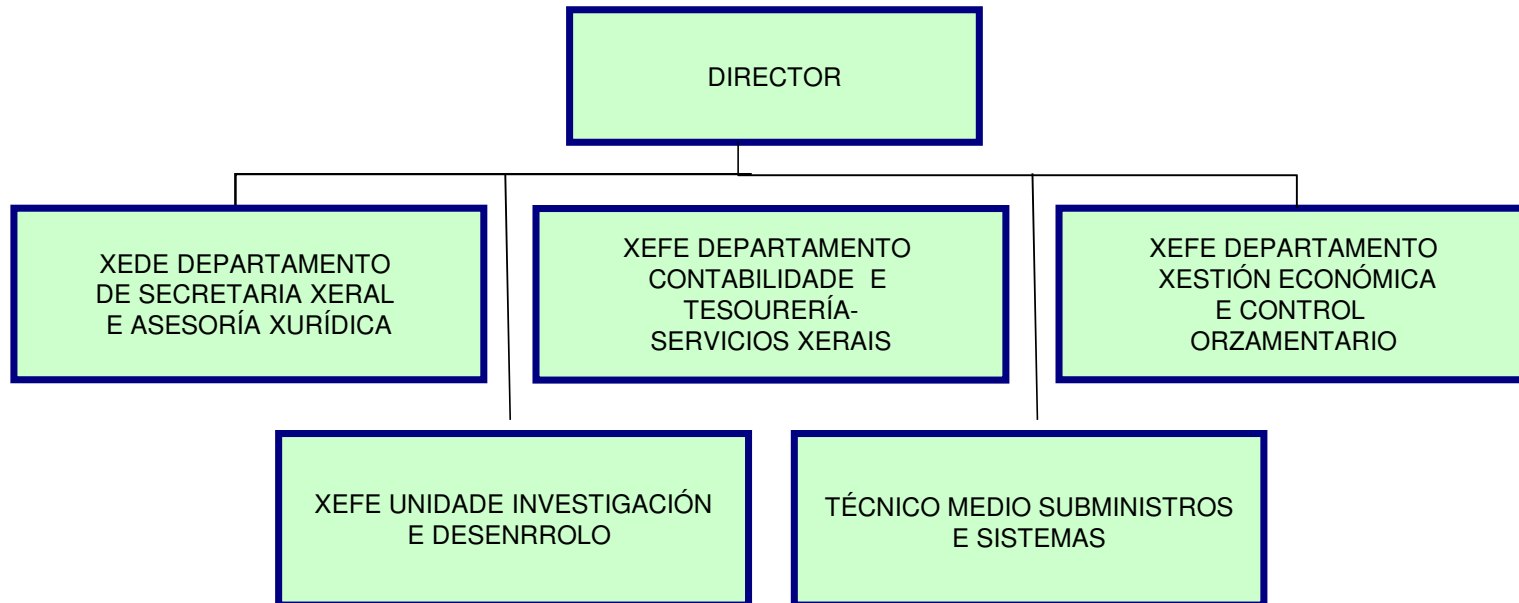 DIRECTOR
XEDE DEPARTAMENTO
DE SECRETARIA XERAL
E ASESORÍA XURÍDICA
XEFE DEPARTAMENTO
CONTABILIDADE E
TESOURERÍA-
SERVICIOS XERAIS
XEFE DEPARTAMENTO
XESTIÓN ECONÓMICA
E CONTROL
ORZAMENTARIO
XEFE UNIDADE INVESTIGACIÓN
E DESENRROLO
TÉCNICO MEDIO SUBMINISTROS
E SISTEMAS